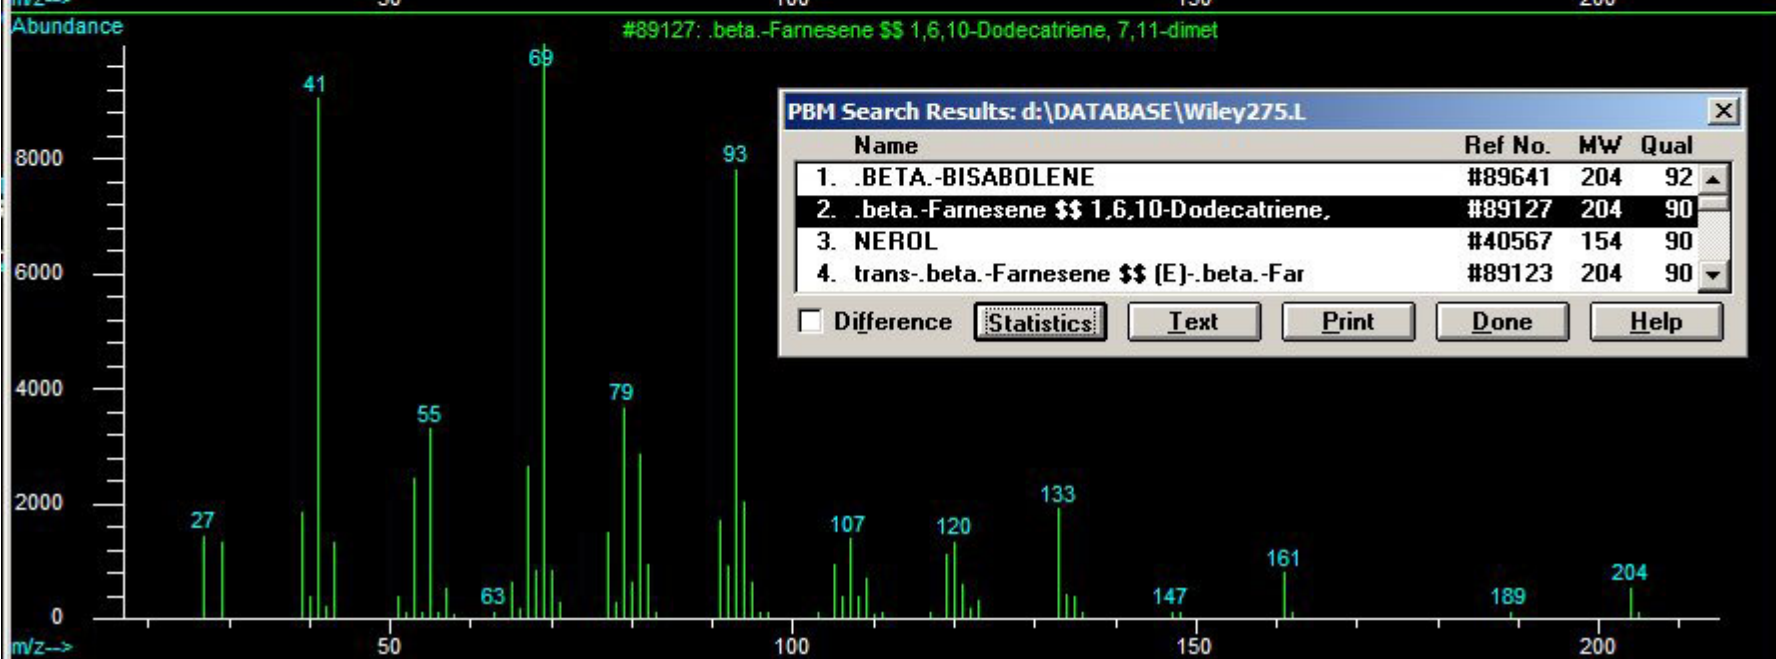 m/z--> 50 100 150 200
Abundance
#89127: .beta.-Farnesene $$ 1,6,10-Dodecatriene, 7,11-dimet
69
41
PBM Search Results: d:\DATABASE\Wiley275.L
Name Ref No. MW Qual
1. .BETA.-BISABOLENE #89641 204 92
2. .beta.-Farnesene $$ 1,6,10-Dodecatriene, #89127 204 90
3. NEROL #40567 154 90
4. trans-.beta.-Farnesene $$ (E)-.beta.-Far #89123 204 90
Difference Statistics Text Print Done Help
93
8000
6000
4000
79
55
2000
27
133
107
120
161
204
63
147
189
0
m/z--> 50 100 150 200